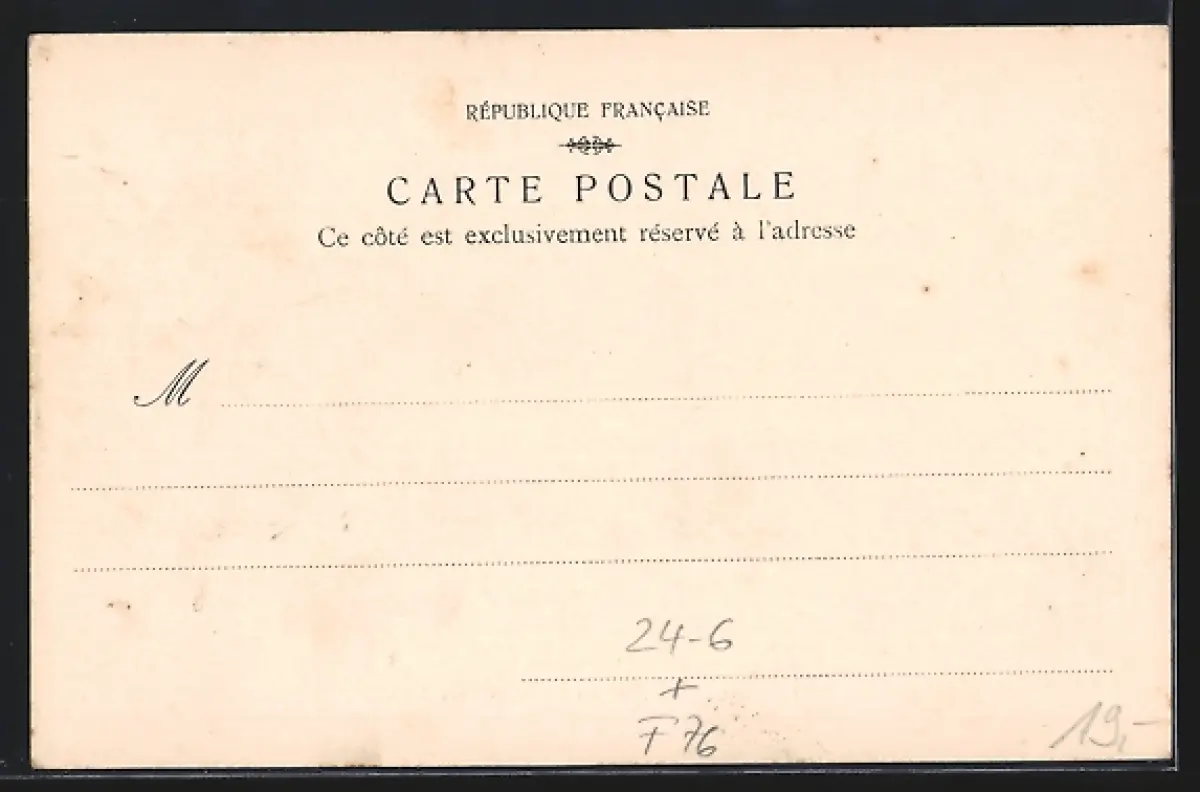 RÉPUBLIQUE FRANÇAISE
CARTE POSTALE
Ce côté est exclusivement réservé à l'adresse
M
24-6
+
F76
19,-